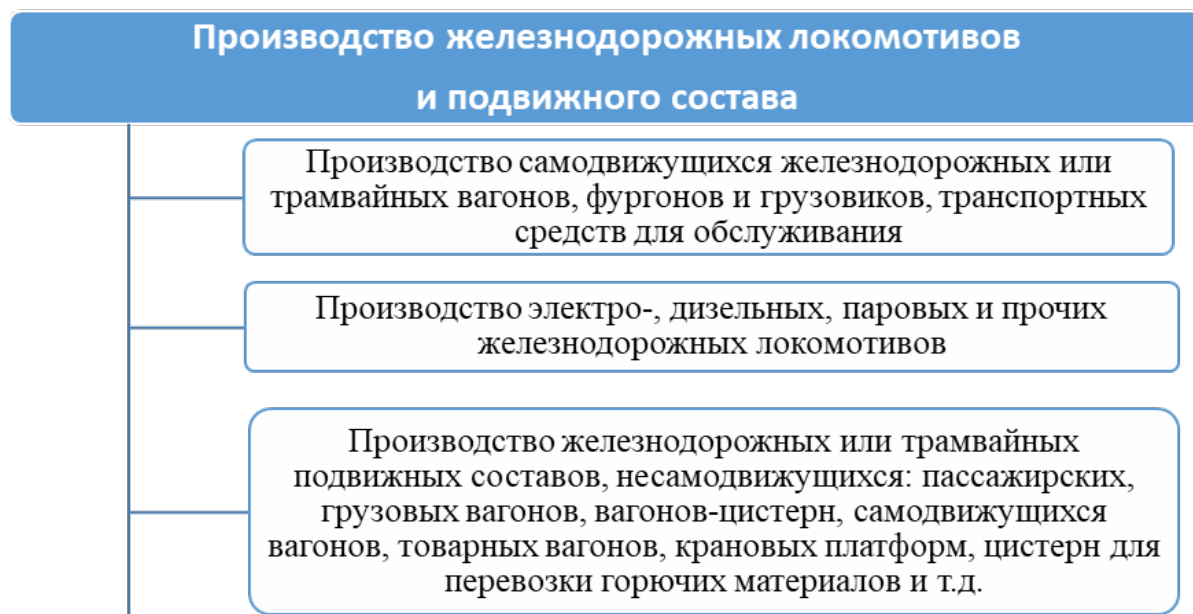 Производство железнодорожных локомотивов
и подвижного состава
Производство самодвижущихся железнодорожных или
трамвайных вагонов, фургонов и грузовиков, транспортных
средств для обслуживания
Производство электро-, дизельных, паровых и прочих
железнодорожных локомотивов
Производство железнодорожных или трамвайных
подвижных составов, несамодвижущихся: пассажирских,
грузовых вагонов, вагонов-цистерн, самодвижущихся
вагонов, товарных вагонов, крановых платформ, цистерн для
перевозки горючих материалов и т.д.